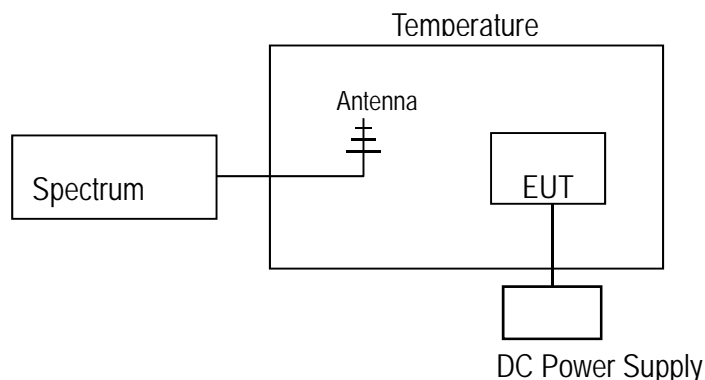 Temperature
Antenna
Spectrum
EUT
DC Power Supply